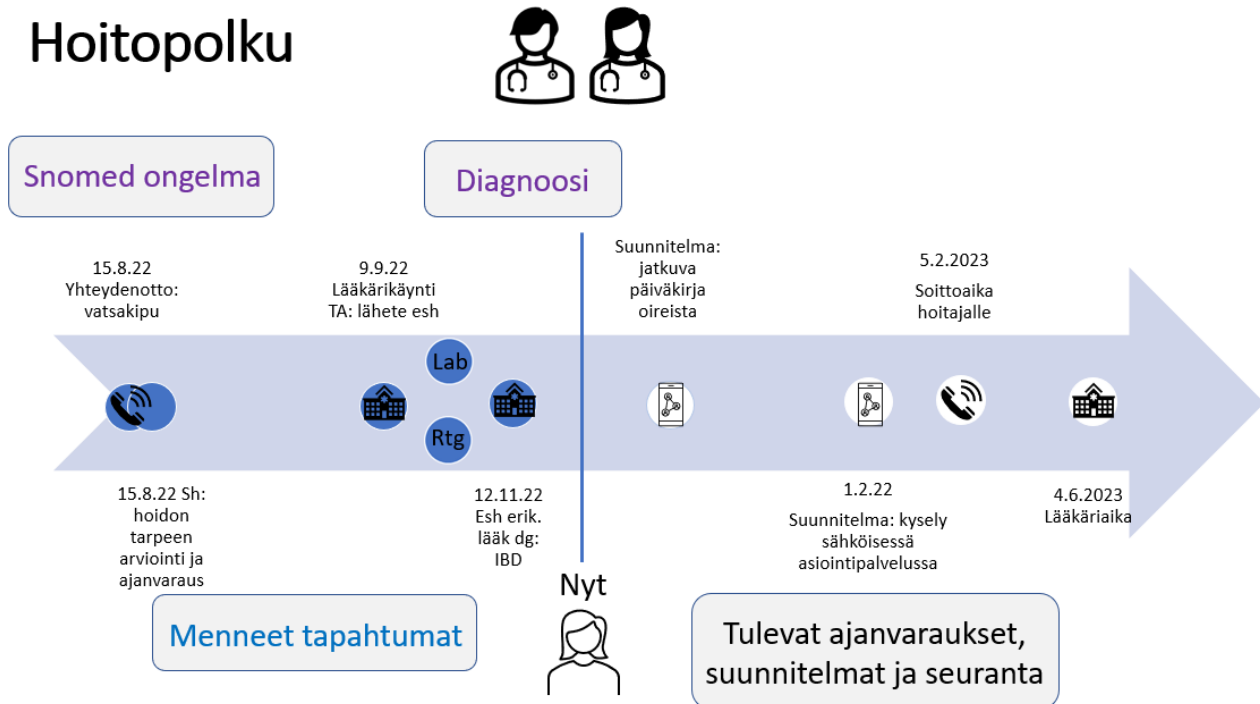 Hoitopolku
Snomed ongelma
Diagnoosi
15.8.22
Yhteydenotto:
vatsakipu
9.9.22
Lääkärikäynti
TA: lähete esh
Suunnitelma:
jatkuva
päiväkirja
oireista
5.2.2023
Soittoaika
hoitajalle
Lab
Rtg
15.8.22 Sh:
hoidon
tarpeen
arviointi ja
ajanvaraus
12.11.22
Esh erik.
lääk dg:
IBD
1.2.22
Suunnitelma: kysely
sähköisessä
asiointipalvelussa
4.6.2023
Lääkäriaika
Nyt
Menneet tapahtumat
Tulevat ajanvaraukset,
suunnitelmat ja seuranta